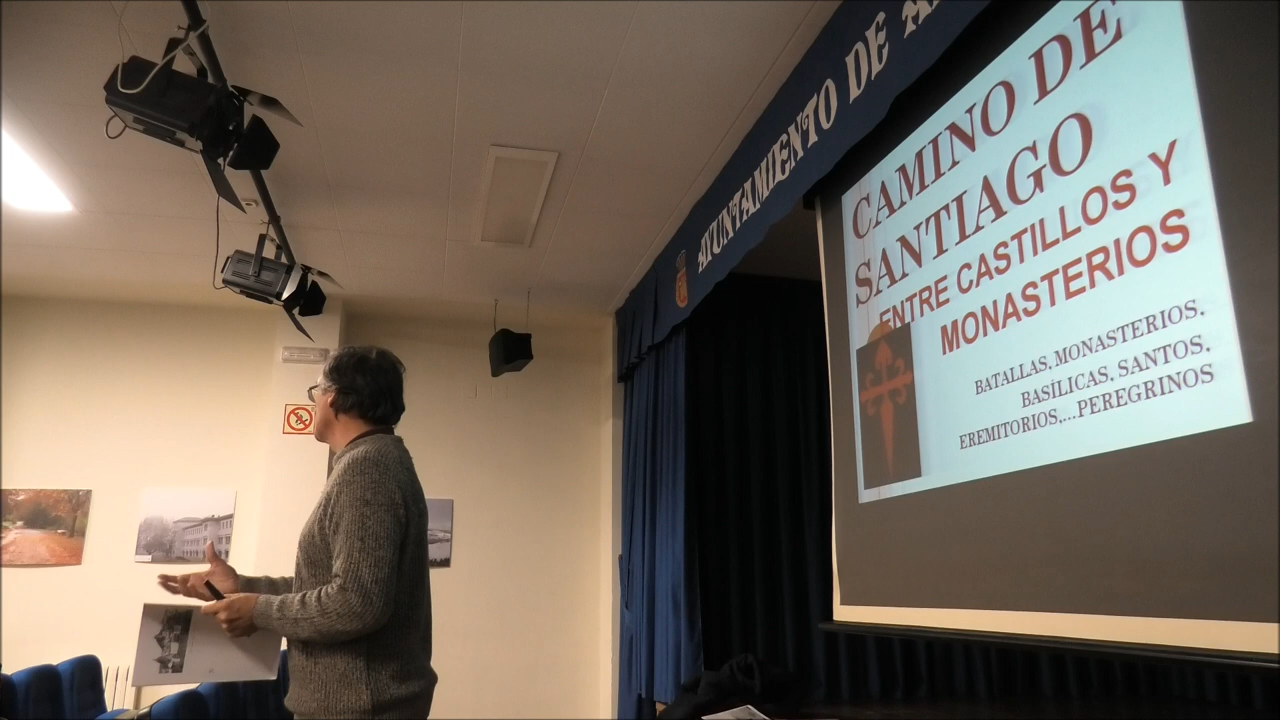 AYUNTAMIENTO DE
CAMINO DE
SANTIAGO
ENTRE CASTILLOS Y
MONASTERIOS
BATALLAS, MONASTERIOS,
BASÍLICAS, SANTOS,
EREMITORIOS,...PEREGRINOS